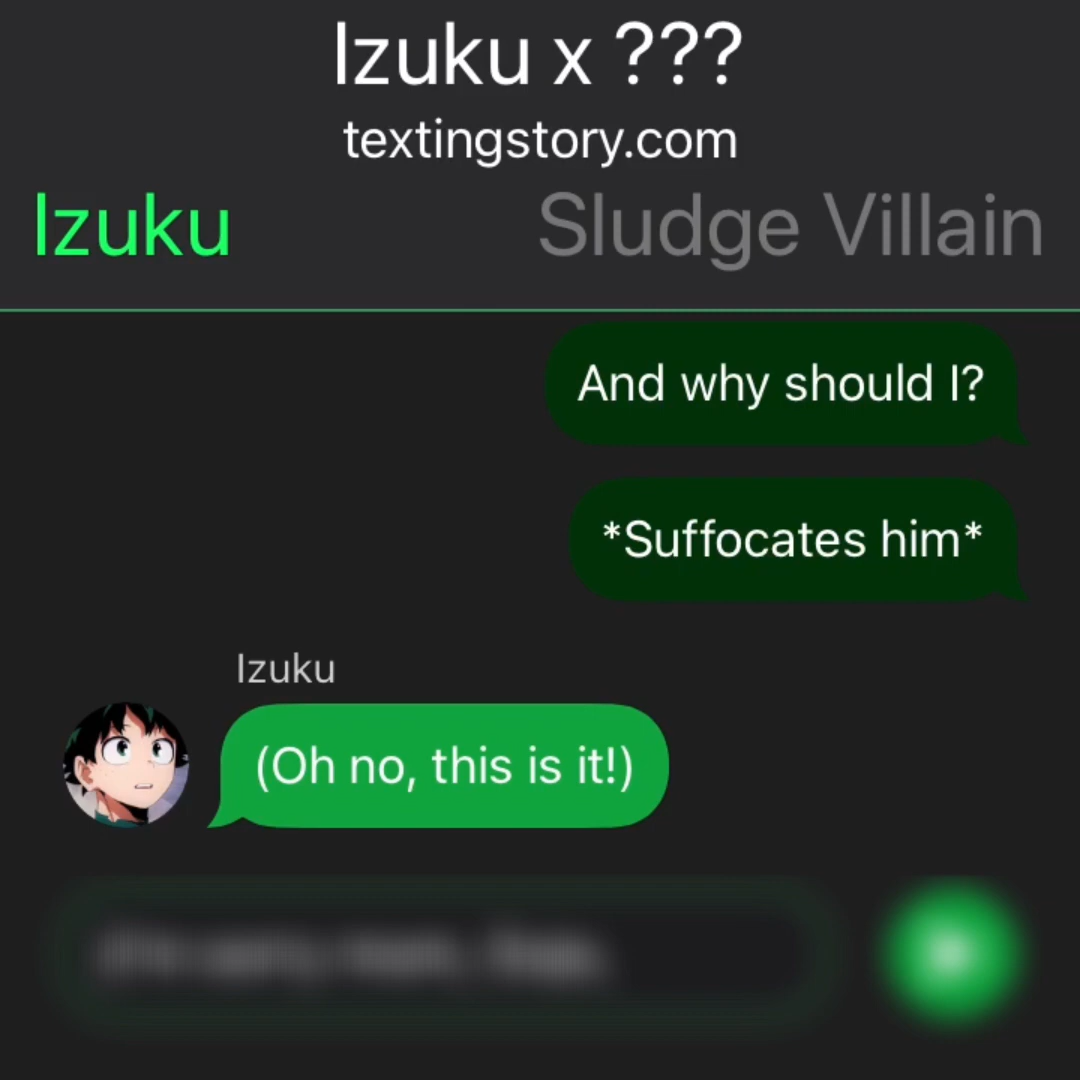 Izuku x ???
textingstory.com
Izuku Sludge Villain
And why should I?
*Suffocates him*
Izuku
(Oh no, this is it!)